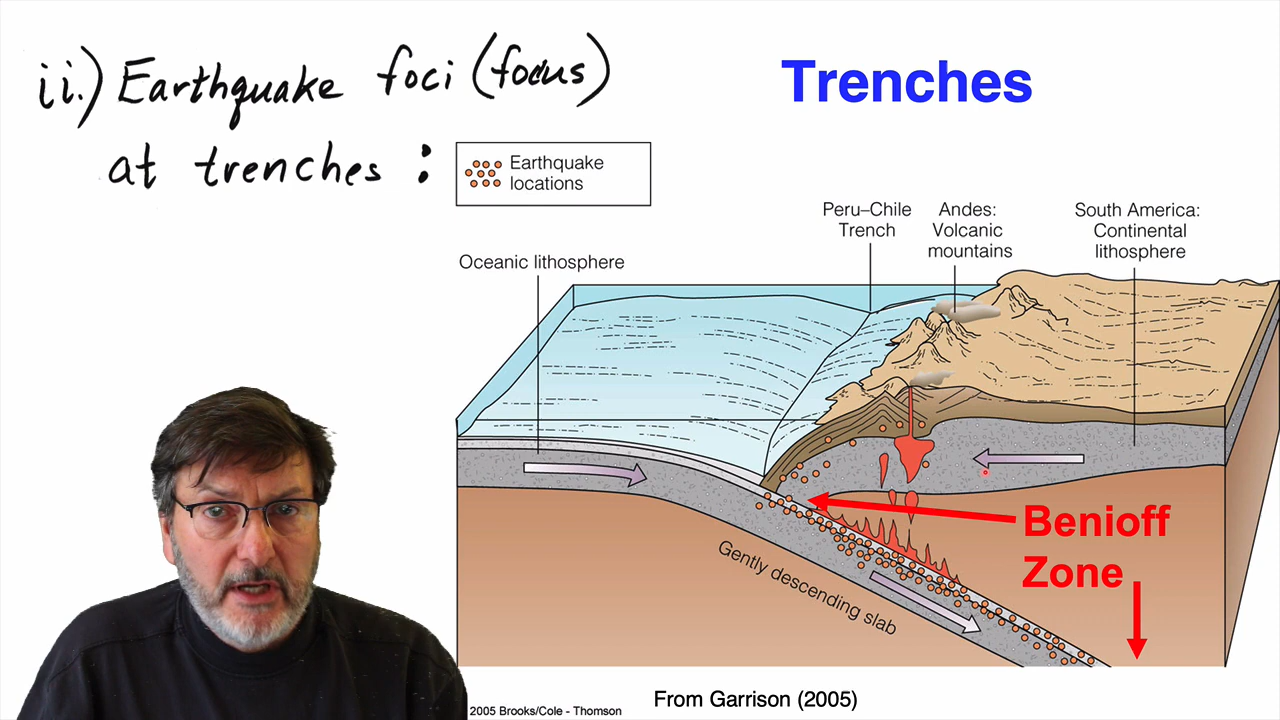 ii.) Earthquake foci (focus)
at trenches :
Trenches
Earthquake
locations
Peru–Chile
Trench
Andes:
Volcanic
mountains
South America:
Continental
lithosphere
Oceanic lithosphere
Benioff
Zone
Gently descending slab
2005 Brooks/Cole - Thomson
From Garrison (2005)